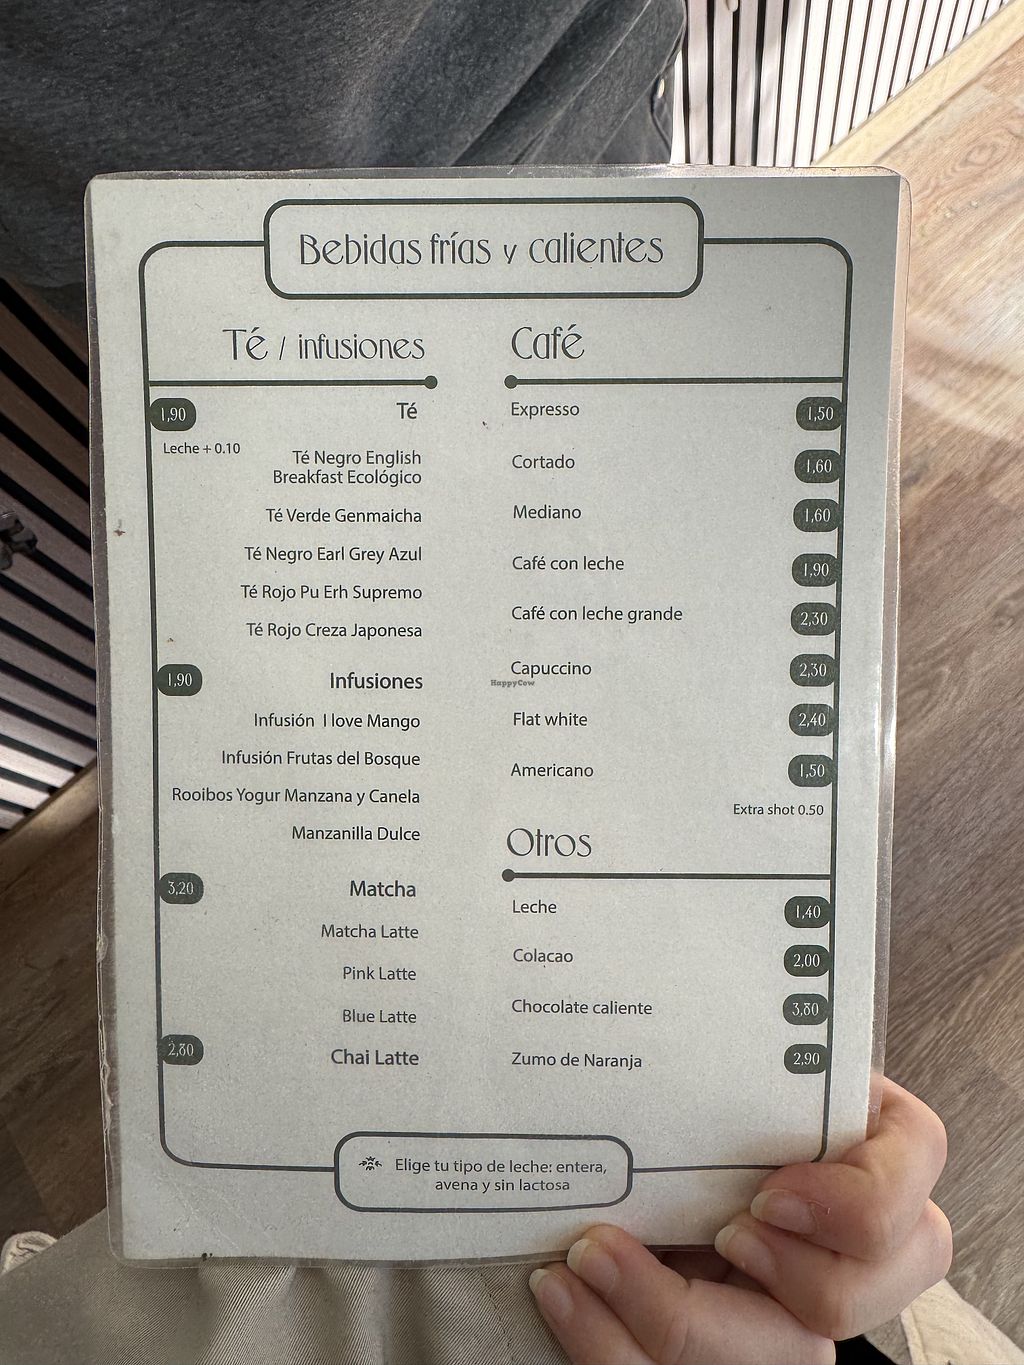 Bebidas frías y calientes
Té / infusiones
1,90 Té
Leche + 0.10
Té Negro English
Breakfast Ecológico
Té Verde Genmaicha
Té Negro Earl Grey Azul
Té Rojo Pu Erh Supremo
Té Rojo Creza Japonesa
1,90 Infusiones
Infusión I love Mango
Infusión Frutas del Bosque
Rooibos Yogur Manzana y Canela
Manzanilla Dulce
3,20 Matcha
Matcha Latte
Pink Latte
Blue Latte
2,80 Chai Latte
Café
Expresso 1,50
Cortado 1,60
Mediano 1,60
Café con leche 1,90
Café con leche grande 2,30
Capuccino 2,30
HappyCow
Flat white 2,40
Americano 1,50
Extra shot 0.50
Otros
Leche 1,40
Colacao 2,00
Chocolate caliente 3,80
Zumo de Naranja 2,90
Elige tu tipo de leche: entera,
avena y sin lactosa